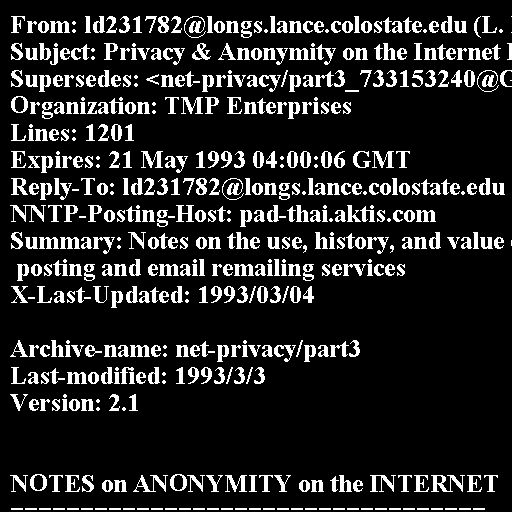 From: ld231782@longs.lance.colostate.edu (L.
Subject: Privacy & Anonymity on the Internet
Supersedes: <net-privacy/part3_733153240@G
Organization: TMP Enterprises
Lines: 1201
Expires: 21 May 1993 04:00:06 GMT
Reply-To: ld231782@longs.lance.colostate.edu
NNTP-Posting-Host: pad-thai.aktis.com
Summary: Notes on the use, history, and value
posting and email remailing services
X-Last-Updated: 1993/03/04
Archive-name: net-privacy/part3
Last-modified: 1993/3/3
Version: 2.1
NOTES on ANONYMITY on the INTERNET
----------------------------------